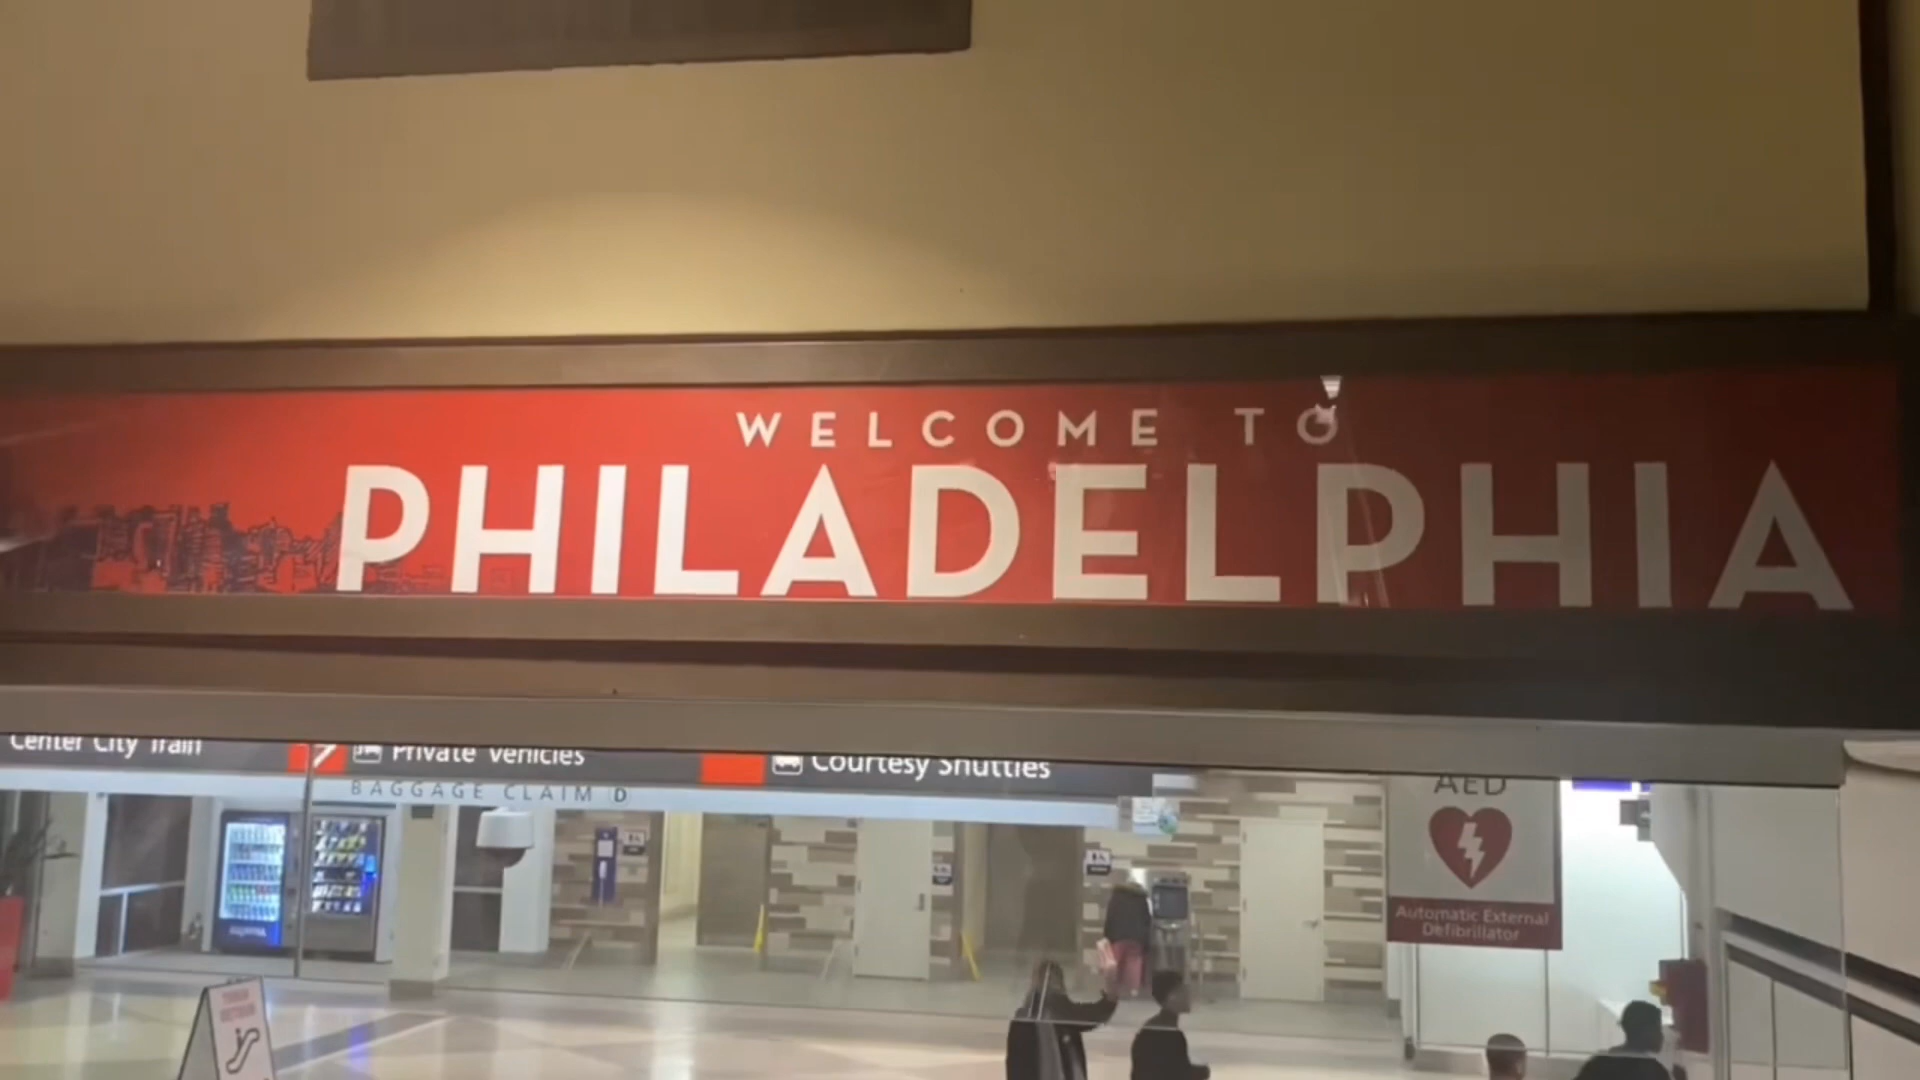 WELCOME TO
PHILADELPHIA
Center City Train
Private Vehicles
Courtesy Shuttles
BAGGAGE CLAIM D
AED
Automatic External
Defibrillator